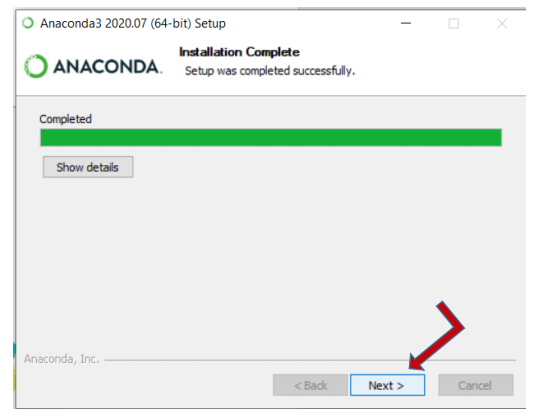 Anaconda3 2020.07 (64-bit) Setup
Installation Complete
ANACONDA.
Setup was completed successfully.
Completed
Show details
Anaconda, Inc.
< Back
Next >
Cancel